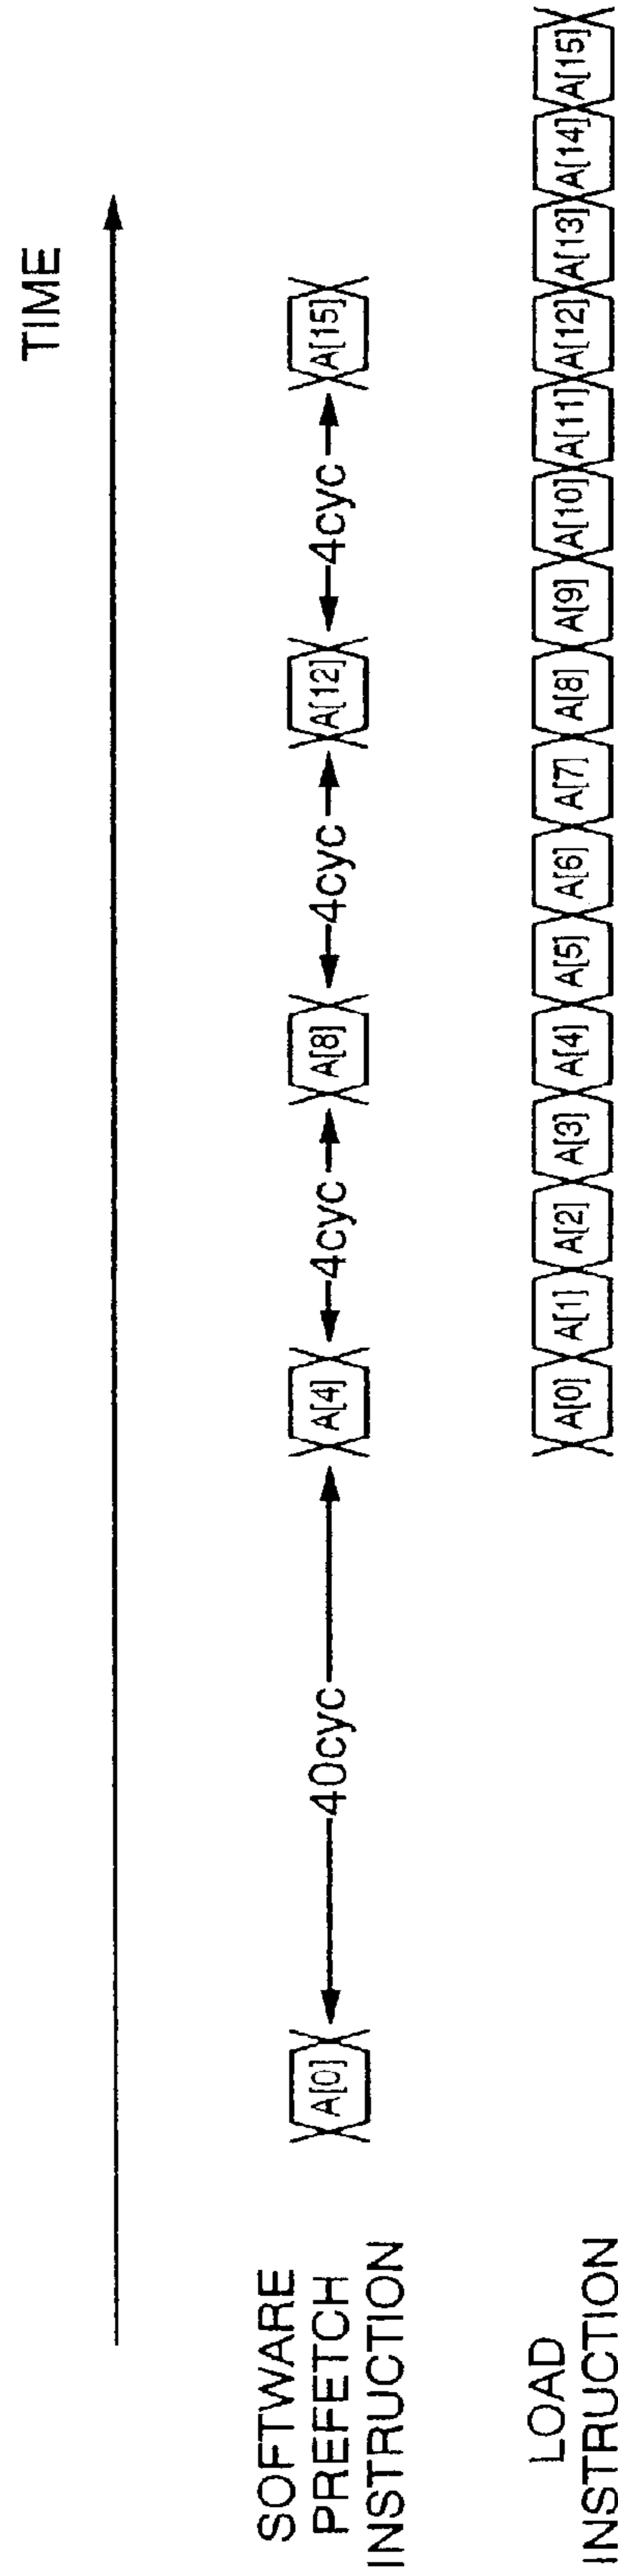 TIME
SOFTWARE
PREFETCH
INSTRUCTION
A[0] 40cyc A[4] 4cyc A[8] 4cyc A[12] 4cyc A[15]
LOAD
INSTRUCTION
A[0] A[1] A[2] A[3] A[4] A[5] A[6] A[7] A[8] A[9] A[10] A[11] A[12] A[13] A[14] A[15]